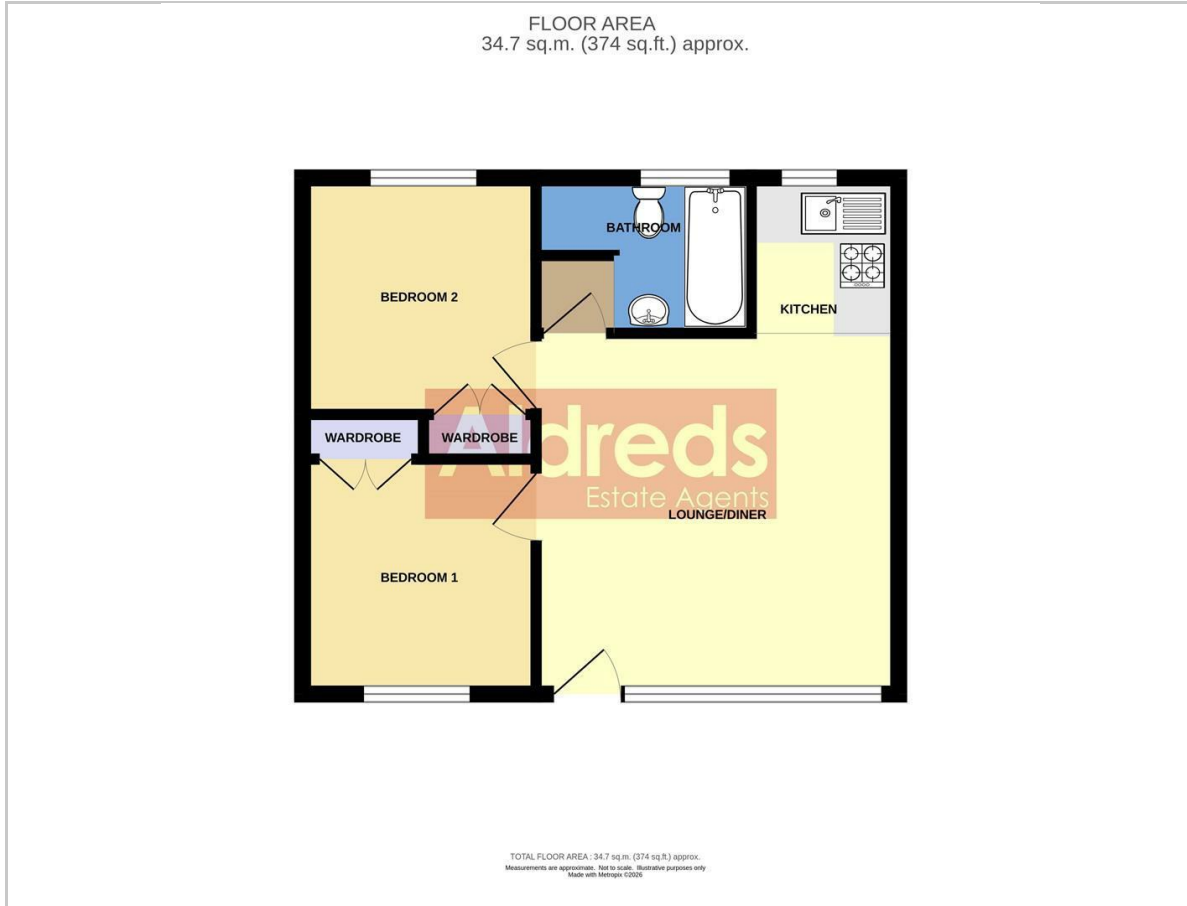 FLOOR AREA
34.7 sq.m. (374 sq.ft.) approx.
BATHROOM
BEDROOM 2
KITCHEN
WARDROBE
WARDROBE
Aldreds
Estate Agents
LOUNGE/DINER
BEDROOM 1
TOTAL FLOOR AREA : 34.7 sq.m. (374 sq.ft.) approx.
Measurements are approximate. Not to scale. Illustrative purposes only
Made with Metropix ©2026